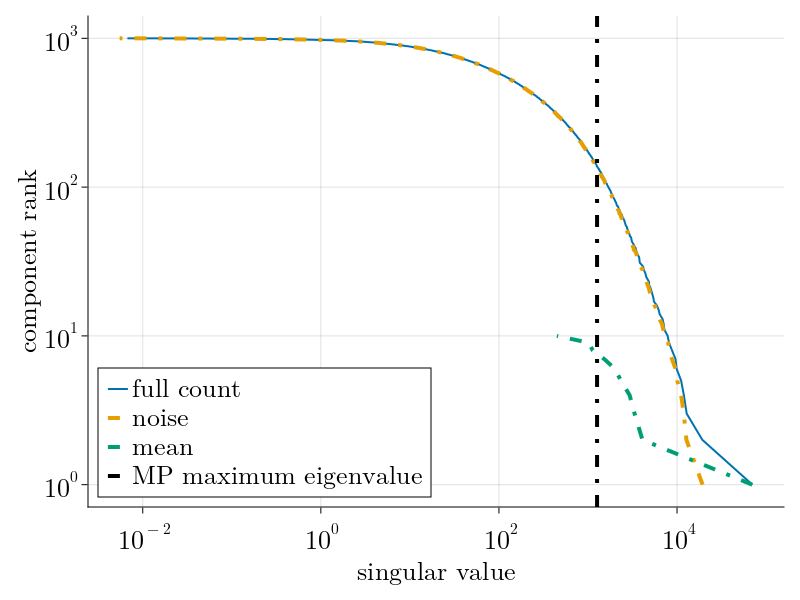 component rank
10^3
10^2
10^1
10^0
full count
noise
mean
MP maximum eigenvalue
10^-2
10^0
10^2
10^4
singular value